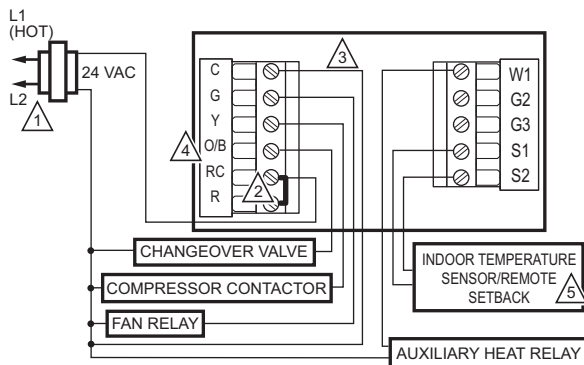 L1
(HOT)
24 VAC
L2
1
3
C
G
Y
4
O/B
RC
2
R
W1
G2
G3
S1
S2
CHANGEOVER VALVE
COMPRESSOR CONTACTOR
FAN RELAY
INDOOR TEMPERATURE
SENSOR/REMOTE
SETBACK
5
AUXILIARY HEAT RELAY